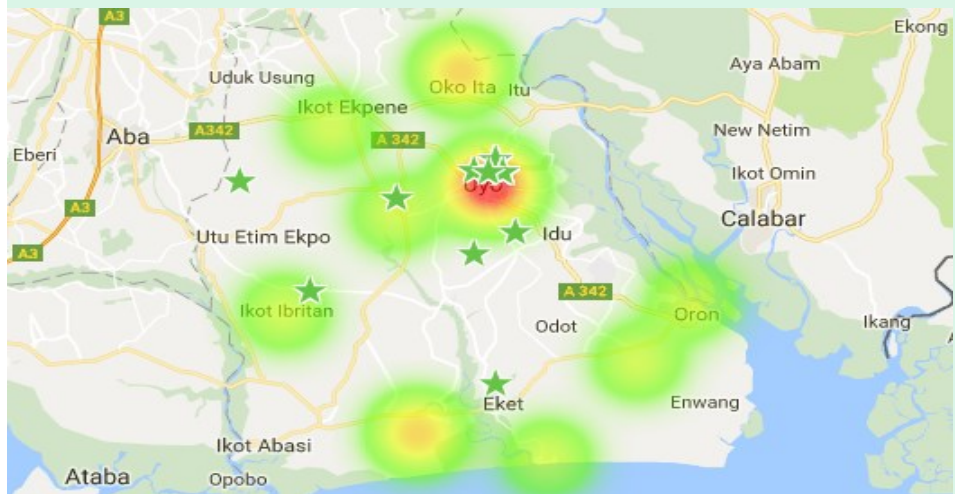 A3
Ekong
Aya Abam
Uduk Usung
Oko Ita
Itu
Ikot Ekpene
A342
A 342
New Netim
Aba
Eberi
Ikot Omin
Uyo
A3
Calabar
Utu Etim Ekpo
Idu
A3
A 342
Ikot Ibritan
Oron
Odot
Ikang
Eket
Enwang
Ikot Abasi
Ataba
Opobo